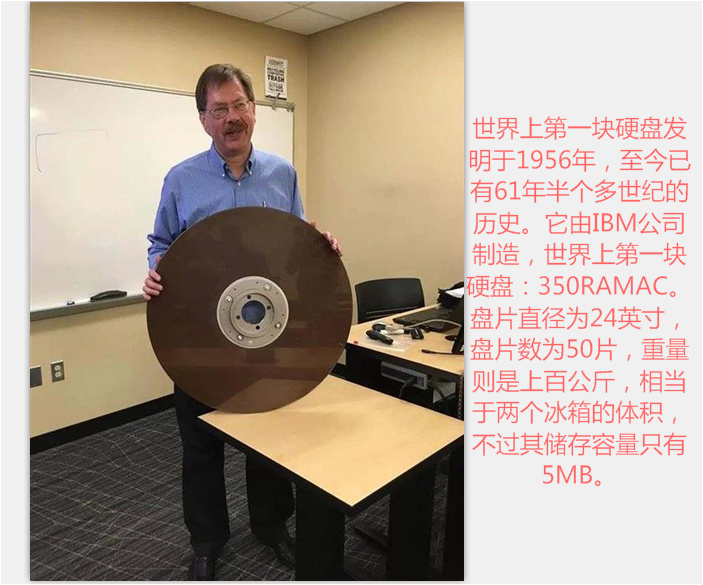 RECYCLING
TRASH
世界上第一块硬盘发
明于1956年，至今已
有61年半个多世纪的
历史。它由IBM公司
制造，世界上第一块
硬盘：350RAMAC。
盘片直径为24英寸，
盘片数为50片，重量
则是上百公斤，相当
于两个冰箱的体积，
不过其储存容量只有
5MB。